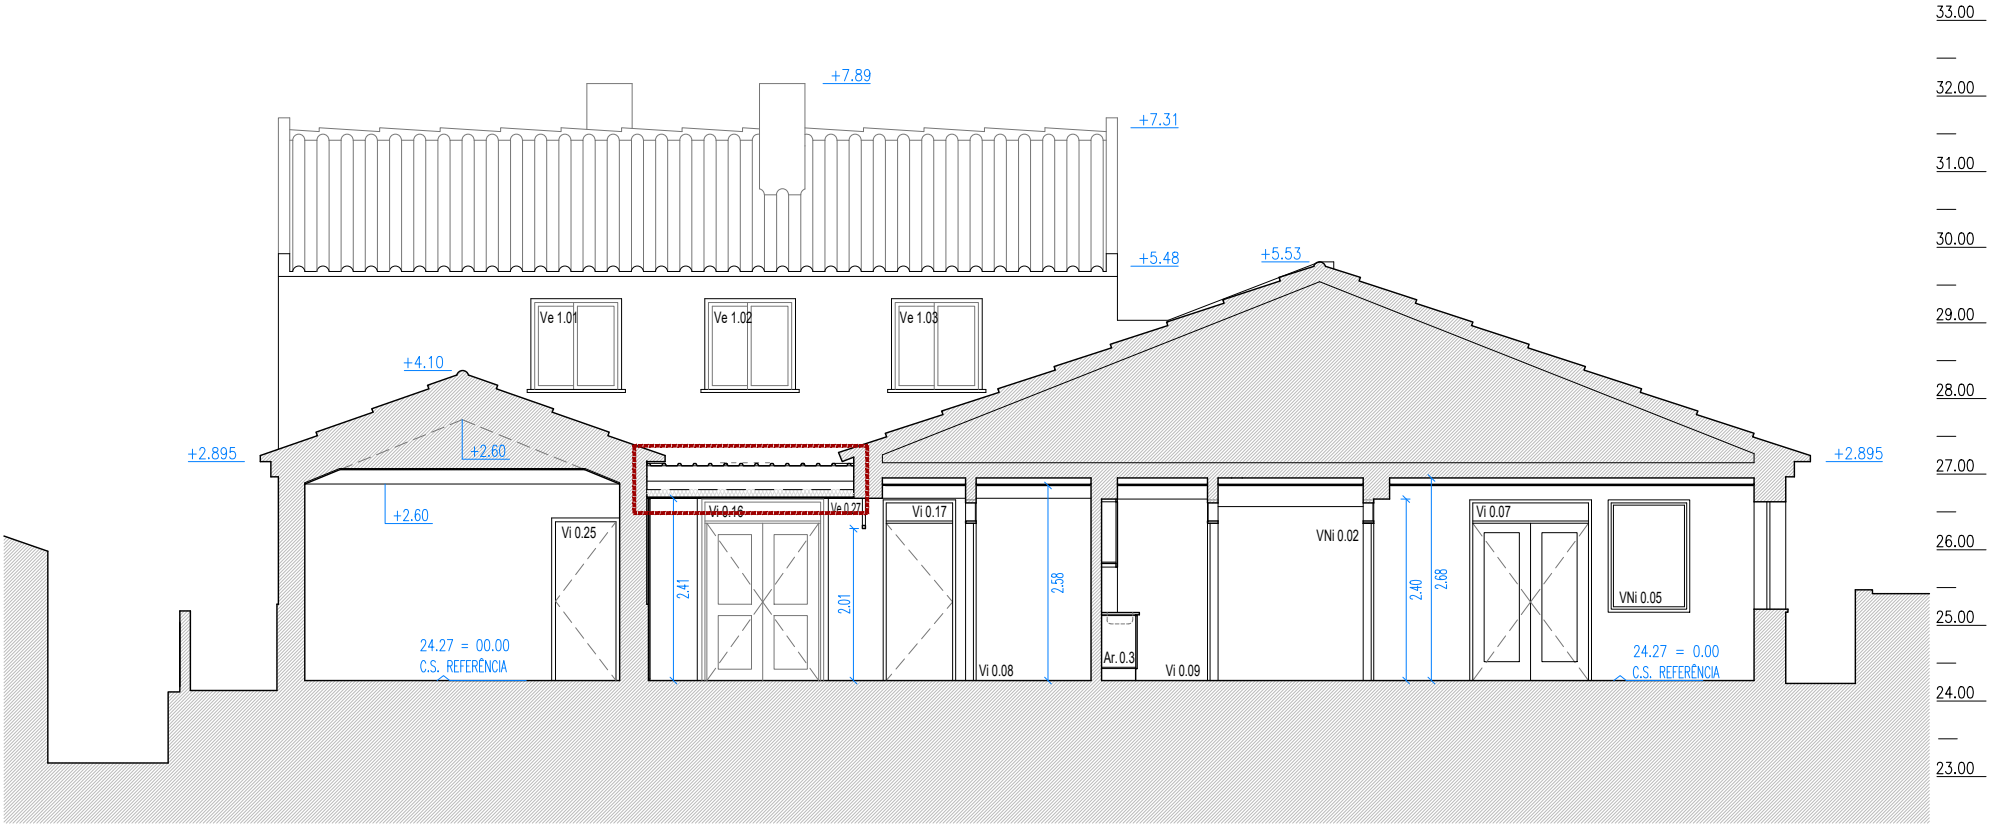 33.00
+7.89
32.00
+7.31
31.00
30.00
+5.53
+5.48
29.00
Ve 1.01
Ve 1.02
Ve 1.03
+4.10
28.00
+2.60
+2.895
+2.895
27.00
+2.60
Vi 0.16
Ve 0.27
Vi 0.17
Vi 0.07
Vi 0.25
VNi 0.02
26.00
2.41
2.01
2.58
2.40
2.68
VNi 0.05
25.00
24.27 = 00.00
C.S. REFERÊNCIA
24.27 = 0.00
C.S. REFERÊNCIA
Ar. 0.3
Vi 0.08
Vi 0.09
24.00
23.00